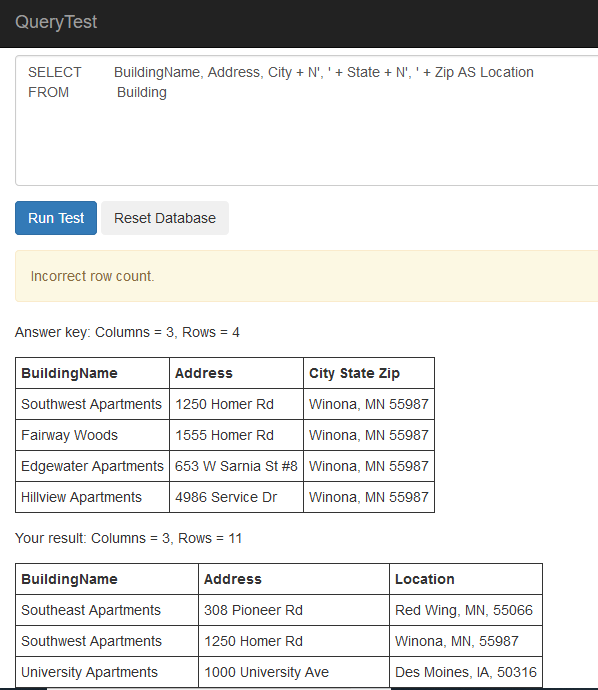 QueryTest
SELECT BuildingName, Address, City + N', ' + State + N', ' + Zip AS Location
FROM Building
Run Test Reset Database
Incorrect row count.
Answer key: Columns = 3, Rows = 4
BuildingName Address City State Zip
Southwest Apartments 1250 Homer Rd Winona, MN 55987
Fairway Woods 1555 Homer Rd Winona, MN 55987
Edgewater Apartments 653 W Sarnia St #8 Winona, MN 55987
Hillview Apartments 4986 Service Dr Winona, MN 55987
Your result: Columns = 3, Rows = 11
BuildingName Address Location
Southeast Apartments 308 Pioneer Rd Red Wing, MN, 55066
Southwest Apartments 1250 Homer Rd Winona, MN, 55987
University Apartments 1000 University Ave Des Moines, IA, 50316